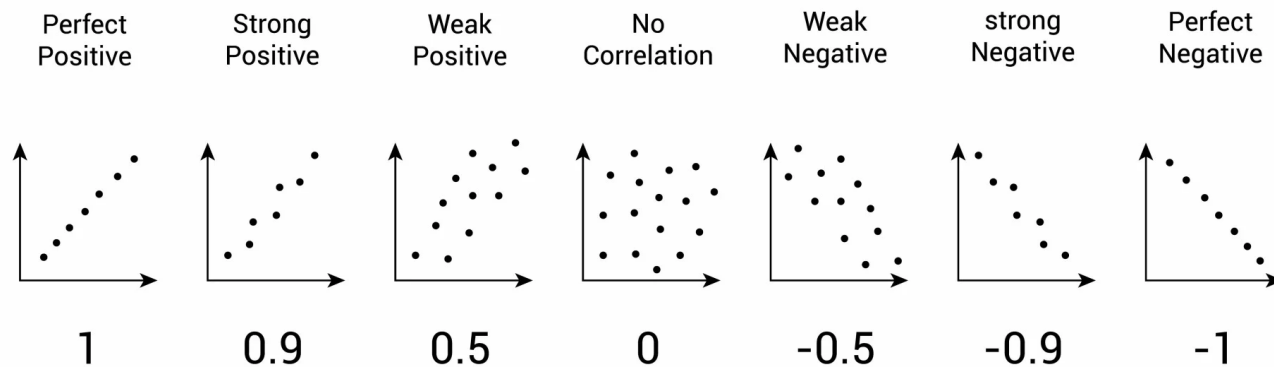 Perfect
Positive
Strong
Positive
Weak
Positive
No
Correlation
Weak
Negative
strong
Negative
Perfect
Negative
1
0.9
0.5
0
-0.5
-0.9
-1